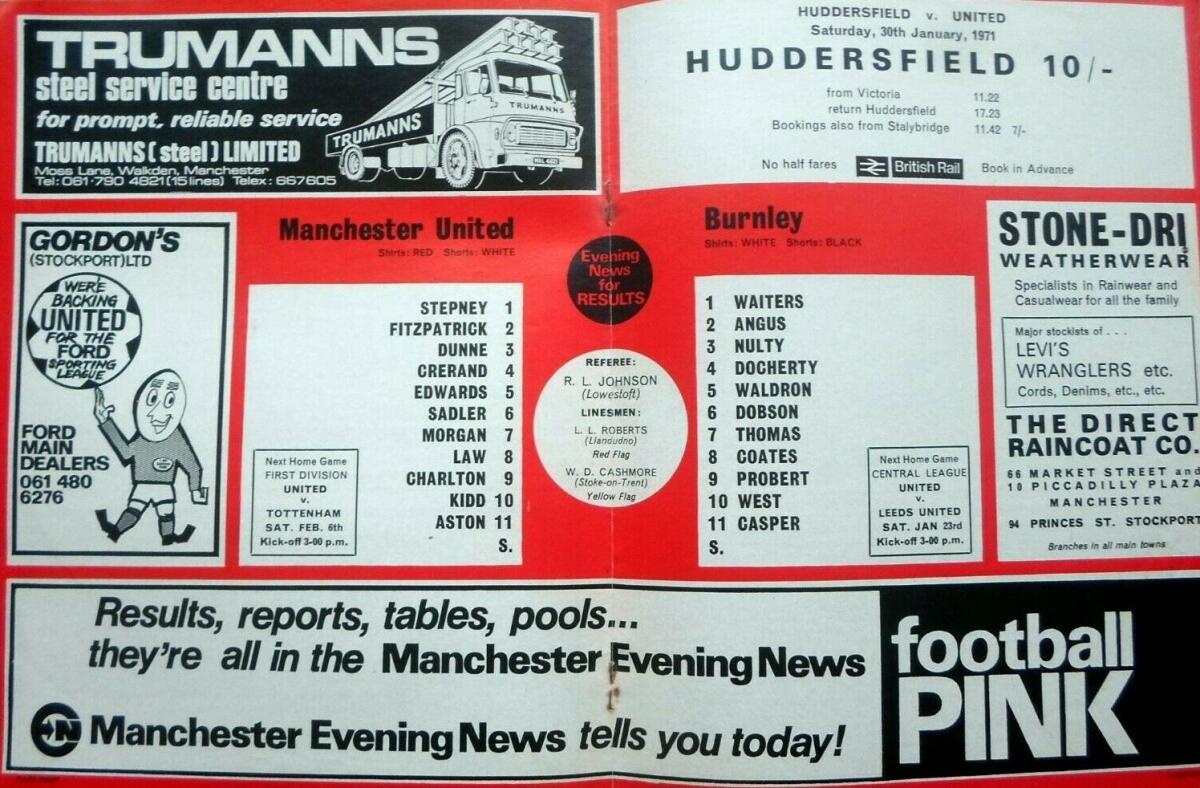 TRUMANNS
steel service centre
for prompt, reliable service
TRUMANNS (steel) LIMITED
Moss Lane, Walkden, Manchester
Tel: 061·790 4821 (15 lines) Telex: 667605
TRUMANNS
TRUMANNS
HUDDERSFIELD v. UNITED
Saturday, 30th January, 1971
HUDDERSFIELD 10/-
from Victoria 11.22
return Huddersfield 17.23
Bookings also from Stalybridge 11.42 7/-
No half fares British Rail Book in Advance
GORDON'S
(STOCKPORT) LTD
WE'RE
BACKING
UNITED
FOR THE
FORD
SPORTING
LEAGUE
FORD
MAIN
DEALERS
061 480
6276
Manchester United
Shirts: RED Shorts: WHITE
STEPNEY 1
FITZPATRICK 2
DUNNE 3
CRERAND 4
EDWARDS 5
SADLER 6
MORGAN 7
LAW 8
CHARLTON 9
KIDD 10
ASTON 11
S.
Next Home Game
FIRST DIVISION
UNITED
v.
TOTTENHAM
SAT. FEB. 6th
Kick-off 3-00 p.m.
Evening
News
for
RESULTS
REFEREE:
R. L. JOHNSON
(Lowestoft)
LINESMEN:
L. L. ROBERTS
(Llandudno)
Red Flag
W. D. CASHMORE
(Stoke-on-Trent)
Yellow Flag
Burnley
Shirts: WHITE Shorts: BLACK
1 WAITERS
2 ANGUS
3 NULTY
4 DOCHERTY
5 WALDRON
6 DOBSON
7 THOMAS
8 COATES
9 PROBERT
10 WEST
11 CASPER
S.
Next Home Game
CENTRAL LEAGUE
UNITED
v.
LEEDS UNITED
SAT. JAN 23rd
Kick-off 3-00 p.m.
STONE-DRI
WEATHERWEAR
Specialists in Rainwear and
Casualwear for all the family
Major stockists of . . .
LEVI'S
WRANGLERS etc.
Cords, Denims, etc., etc.
THE DIRECT
RAINCOAT CO.
66 MARKET STREET and
10 PICCADILLY PLAZA
MANCHESTER
94 PRINCES ST. STOCKPORT
Branches in all main towns
Results, reports, tables, pools...
they're all in the Manchester Evening News
EN Manchester Evening News tells you today!
football
PINK